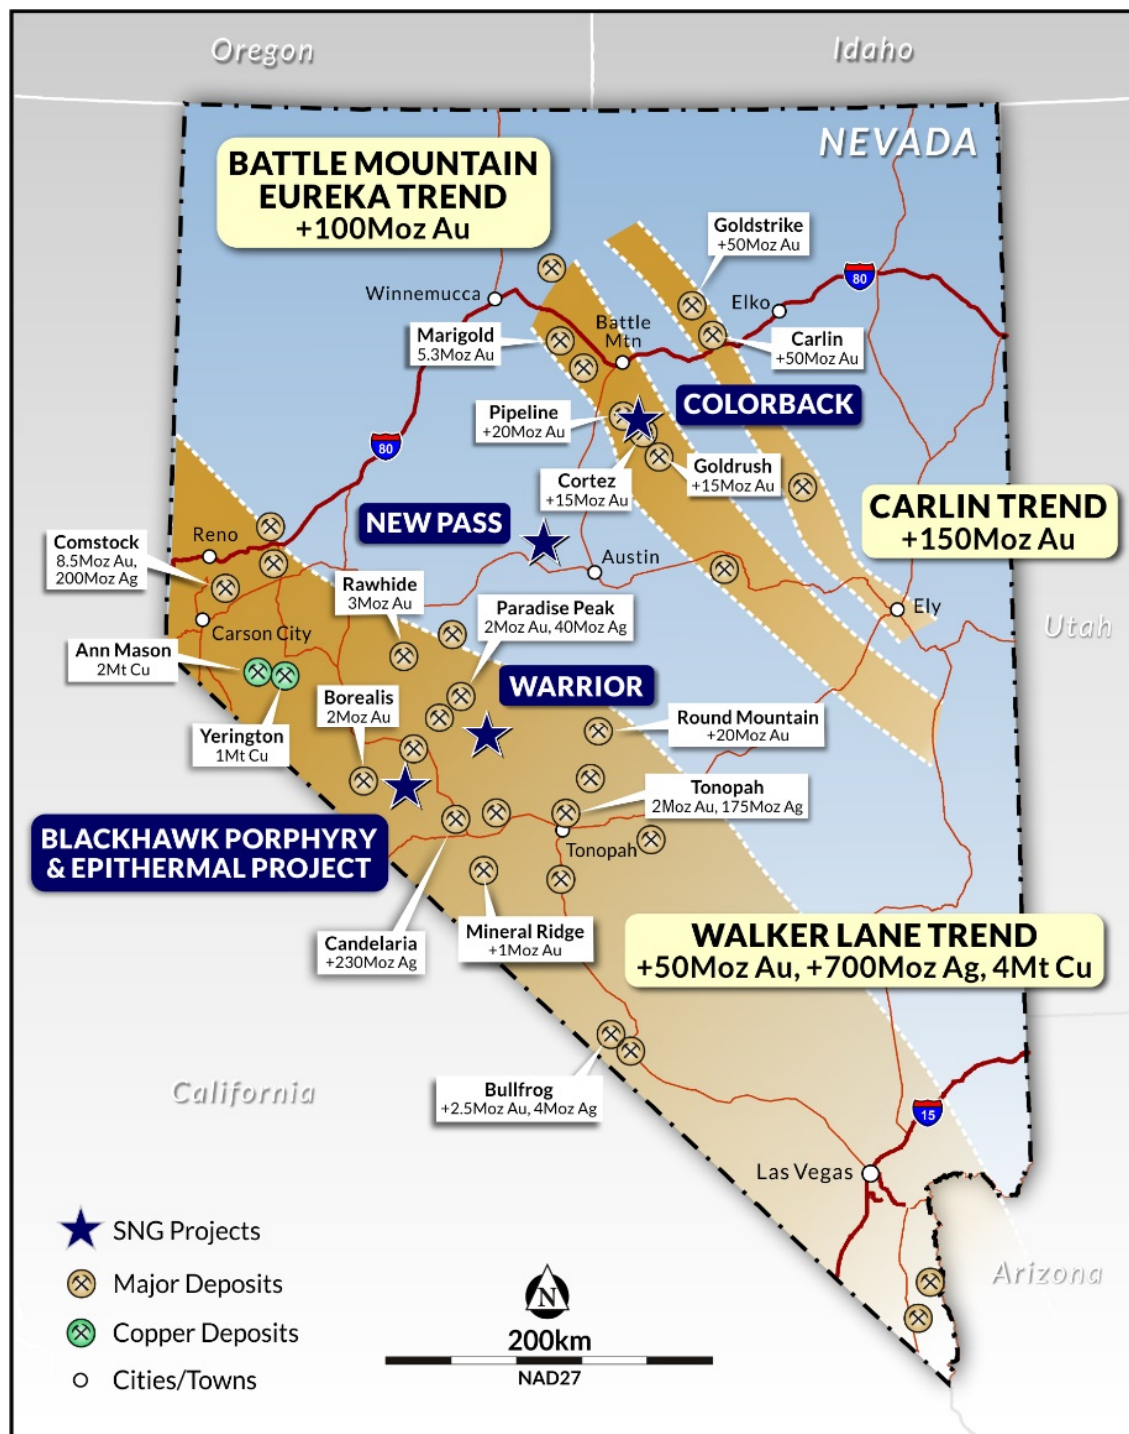 Oregon
Idaho
NEVADA
BATTLE MOUNTAIN
EUREKA TREND
+100Moz Au
Goldstrike
+50Moz Au
80
Winnemucca
Elko
Battle
Mtn
Marigold
5.3Moz Au
Carlin
+50Moz Au
COLORBACK
Pipeline
+20Moz Au
80
Cortez
+15Moz Au
Goldrush
+15Moz Au
CARLIN TREND
+150Moz Au
NEW PASS
Reno
Comstock
8.5Moz Au,
200Moz Ag
Austin
Rawhide
3Moz Au
Paradise Peak
2Moz Au, 40Moz Ag
Ely
Utah
Carson City
Ann Mason
2Mt Cu
WARRIOR
Borealis
2Moz Au
Yerington
1Mt Cu
Round Mountain
+20Moz Au
Tonopah
2Moz Au, 175Moz Ag
BLACKHAWK PORPHYRY
& EPITHERMAL PROJECT
Tonopah
Candelaria
+230Moz Ag
Mineral Ridge
+1Moz Au
WALKER LANE TREND
+50Moz Au, +700Moz Ag, 4Mt Cu
California
Bullfrog
+2.5Moz Au, 4Moz Ag
15
Las Vegas
Arizona
SNG Projects
Major Deposits
Copper Deposits
Cities/Towns
N
200km
NAD27